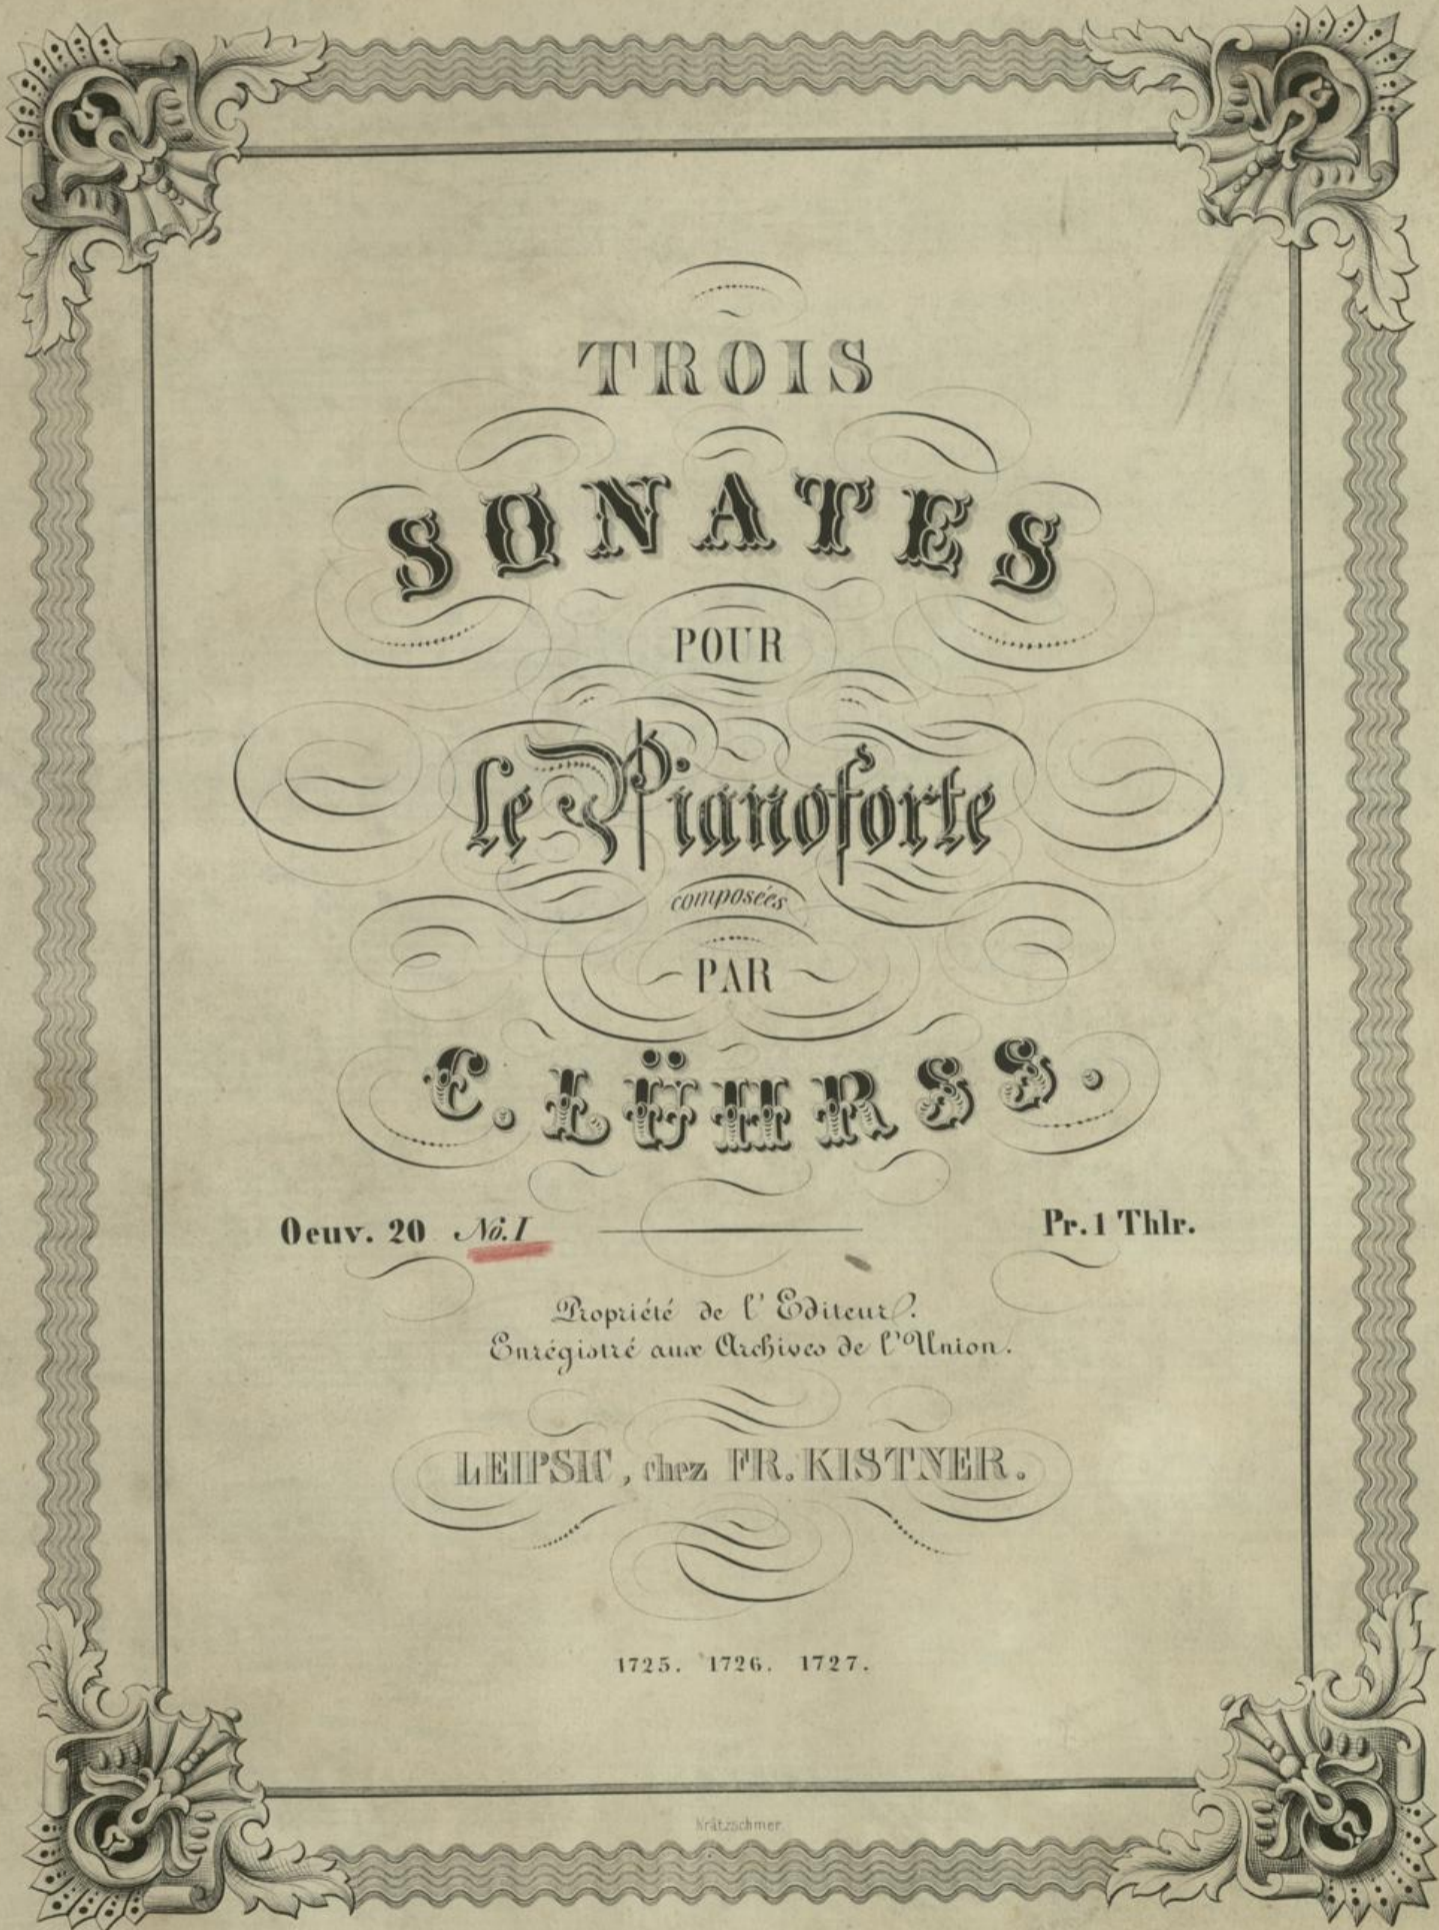 TROIS
SONATES
POUR
le Pianoforte
composées
PAR
C. LÜHRSS.
Oeuv. 20 No. I Pr. 1 Thlr.
Propriété de l'Editeur.
Enrégistré aux Archives de l'Union.
LEIPSIC, chez FR. KISTNER.
1725. 1726. 1727.
Krätzschmer.